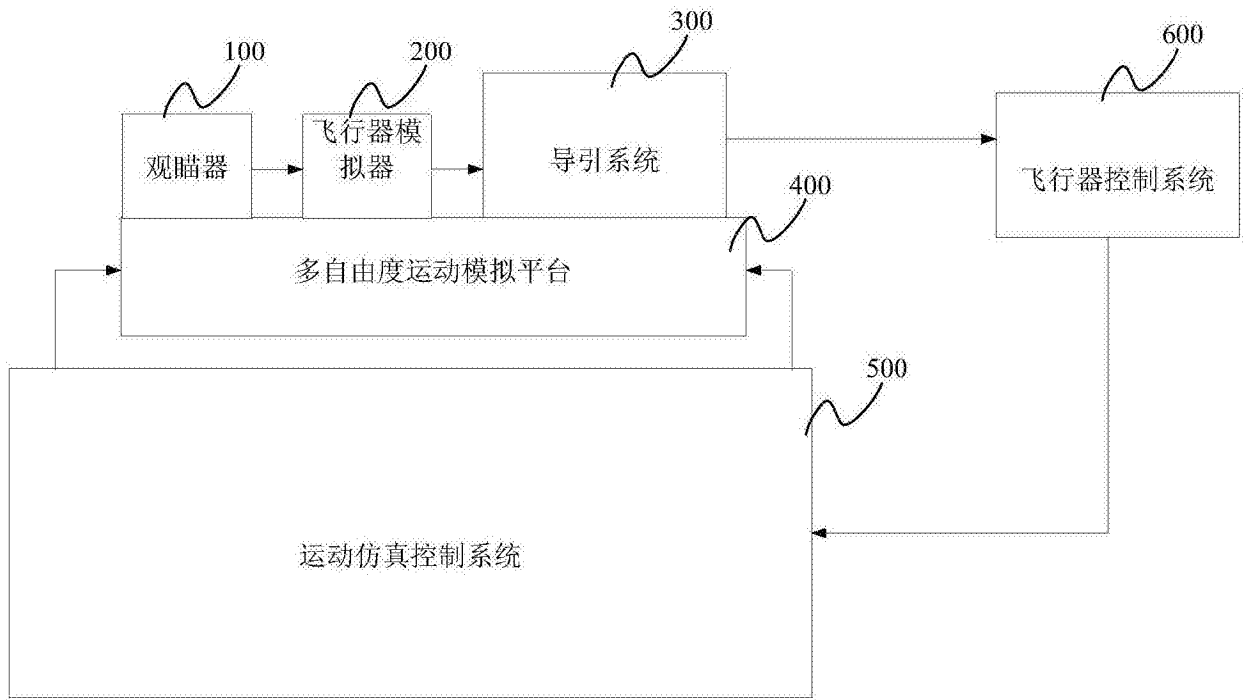 100
200
300
600
观瞄器
飞行器模
拟器
导引系统
飞行器控制系统
400
多自由度运动模拟平台
500
运动仿真控制系统